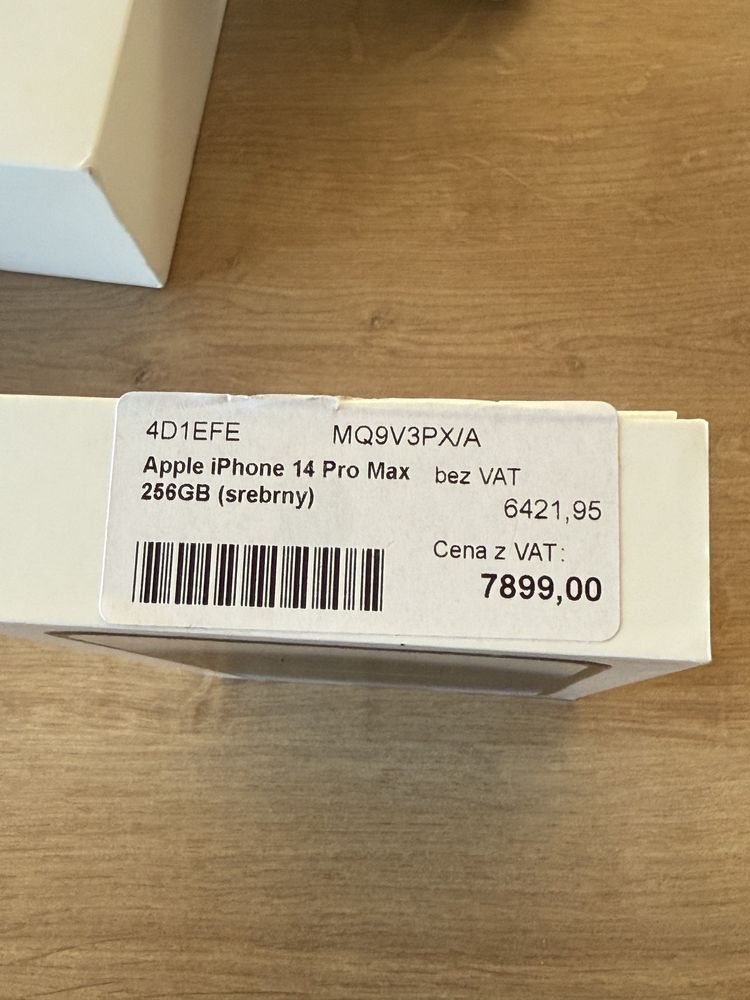 4D1EFE MQ9V3PX/A
Apple iPhone 14 Pro Max bez VAT
256GB (srebrny) 6421,95
Cena z VAT:
7899,00